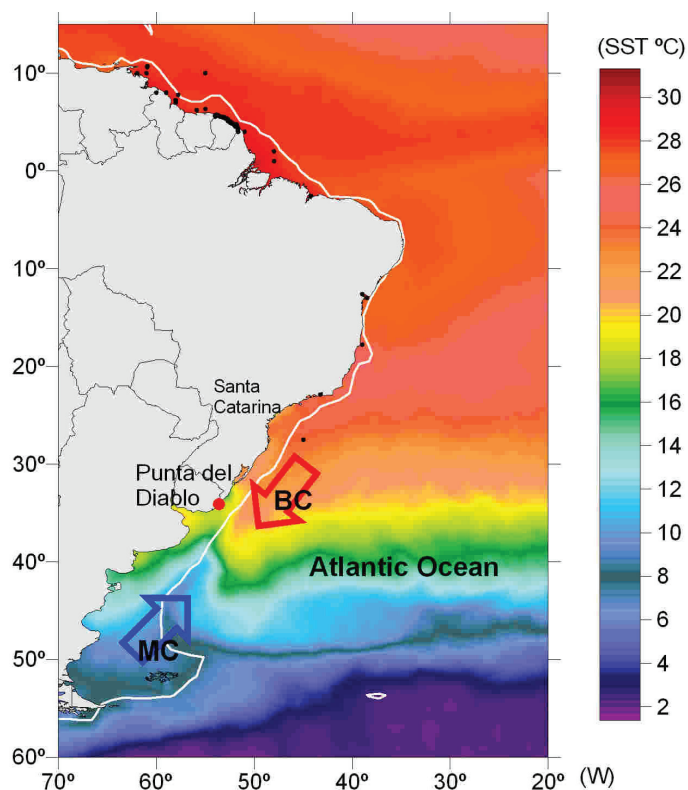 (SST ºC)
10º
0º
10º
20º
30º
40º
50º
60º
30
28
26
24
22
20
18
16
14
12
10
8
6
4
2
Santa
Catarina
Punta del
Diablo
BC
Atlantic Ocean
MC
70º
60º
50º
40º
30º
20º
(W)